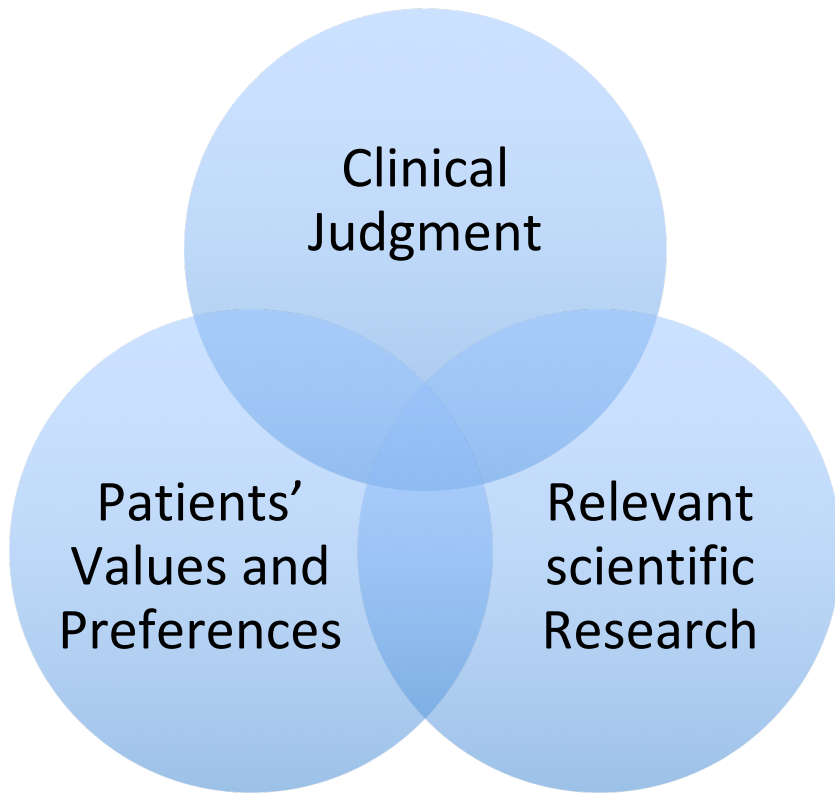 Clinical
Judgment
Patients’
Values and
Preferences
Relevant
scientific
Research